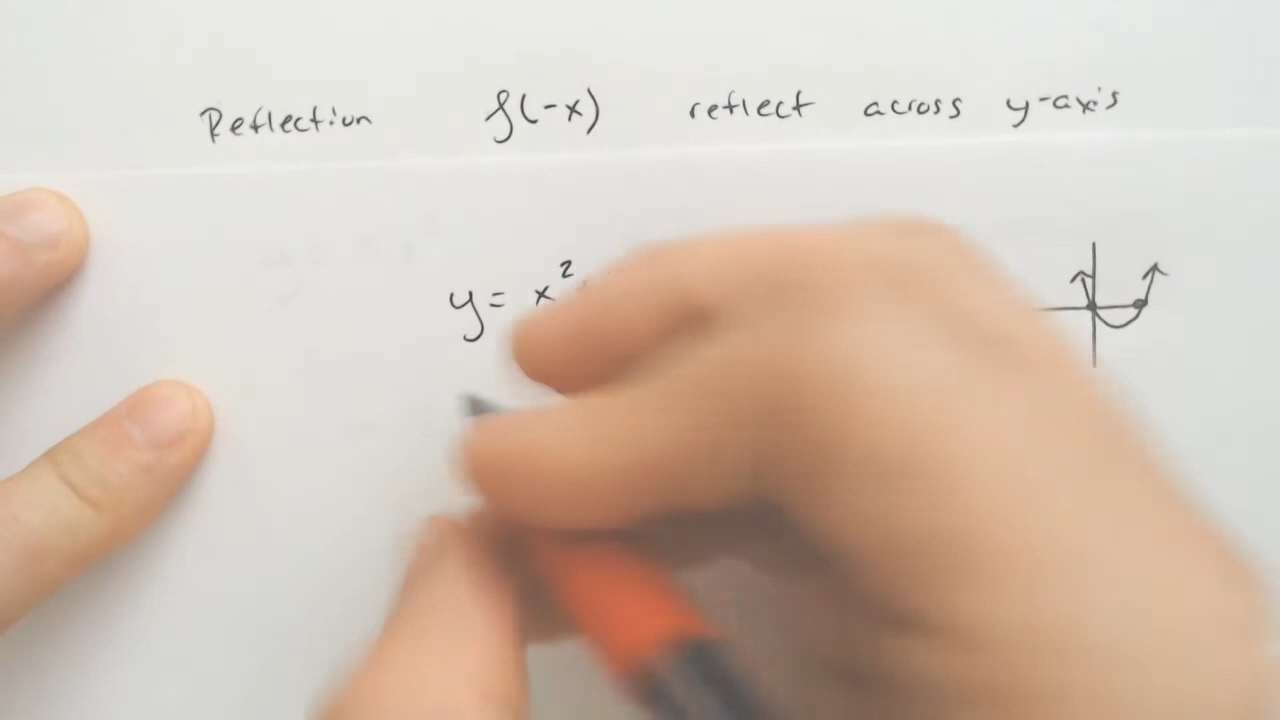 Reflection f(-x) reflect across y-axis
y = x²